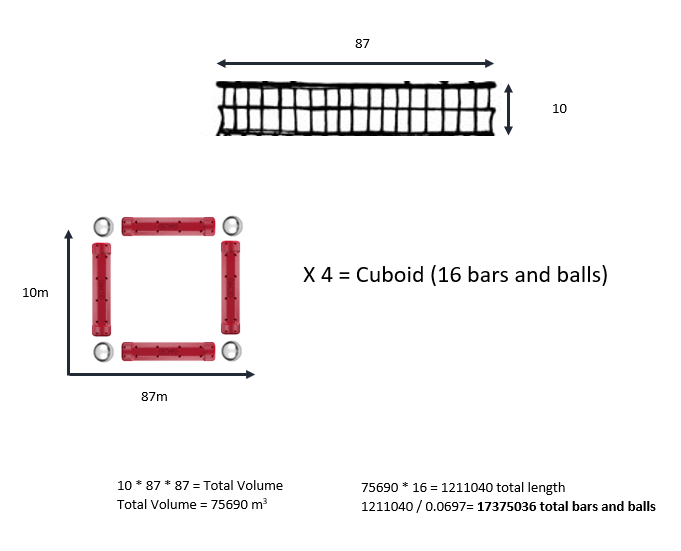 87
10
10m
X 4 = Cuboid (16 bars and balls)
87m
10 * 87 * 87 = Total Volume
Total Volume = 75690 m³
75690 * 16 = 1211040 total length
1211040 / 0.0697= 17375036 total bars and balls